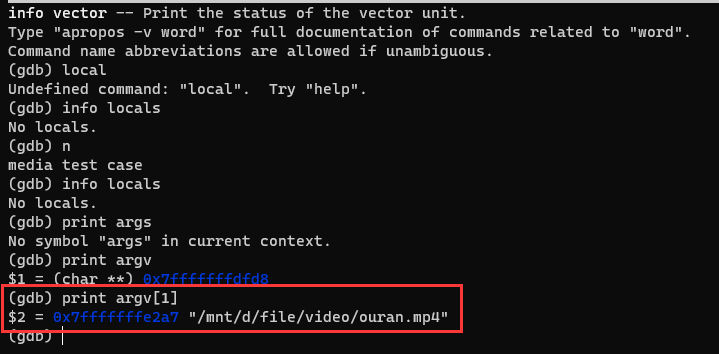 info vector -- Print the status of the vector unit.
Type "apropos -v word" for full documentation of commands related to "word".
Command name abbreviations are allowed if unambiguous.
(gdb) local
Undefined command: "local".  Try "help".
(gdb) info locals
No locals.
(gdb) n
media test case
(gdb) info locals
No locals.
(gdb) print args
No symbol "args" in current context.
(gdb) print argv
$1 = (char **) 0x7fffffffdfd8
(gdb) print argv[1]
$2 = 0x7fffffffe2a7 "/mnt/d/file/video/ouran.mp4"
(gdb)